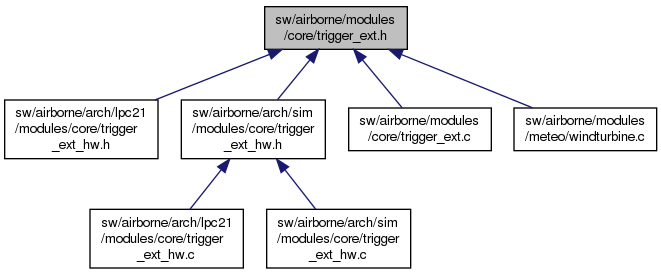 sw/airborne/modules
/core/trigger_ext.h
sw/airborne/arch/lpc21
/modules/core/trigger
_ext_hw.h
sw/airborne/arch/sim
/modules/core/trigger
_ext_hw.h
sw/airborne/modules
/core/trigger_ext.c
sw/airborne/modules
/meteo/windturbine.c
sw/airborne/arch/lpc21
/modules/core/trigger
_ext_hw.c
sw/airborne/arch/sim
/modules/core/trigger
_ext_hw.c